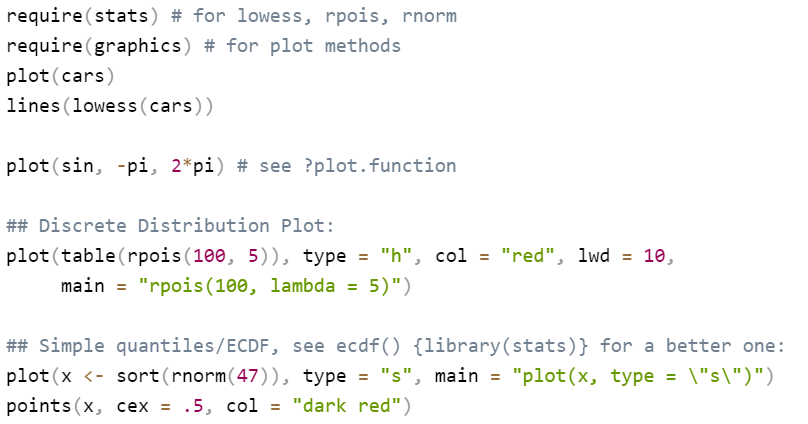 require(stats) # for lowess, rpois, rnorm
require(graphics) # for plot methods
plot(cars)
lines(lowess(cars))

plot(sin, -pi, 2*pi) # see ?plot.function

## Discrete Distribution Plot:
plot(table(rpois(100, 5)), type = "h", col = "red", lwd = 10,
     main = "rpois(100, lambda = 5)")

## Simple quantiles/ECDF, see ecdf() {library(stats)} for a better one:
plot(x <- sort(rnorm(47)), type = "s", main = "plot(x, type = \"s\")")
points(x, cex = .5, col = "dark red")